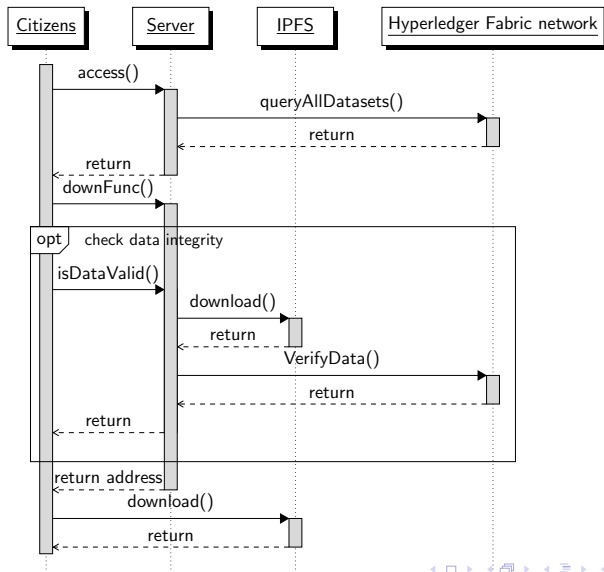 Citizens
Server
IPFS
Hyperledger Fabric network
access()
queryAllDatasets()
return
return
downFunc()
opt
check data integrity
isDataValid()
download()
return
VerifyData()
return
return
return address
download()
return